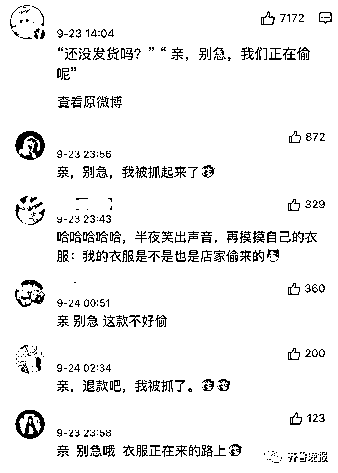 7172
9-23 14:04
“还没发货吗？”“亲，别急，我们正在偷
呢”
查看原微博
872
9-23 23:56
亲，别急，我被抓起来了
329
9-23 23:43
哈哈哈哈哈，半夜笑出声音，再摸摸自己的衣
服：我的衣服是不是也是店家偷来的
360
9-24 00:51
亲 别急 这款不好偷
200
9-24 02:34
亲，退款吧，我被抓了。
123
9-23 23:58
亲 别急哦 衣服正在来的路上
齐鲁晚报